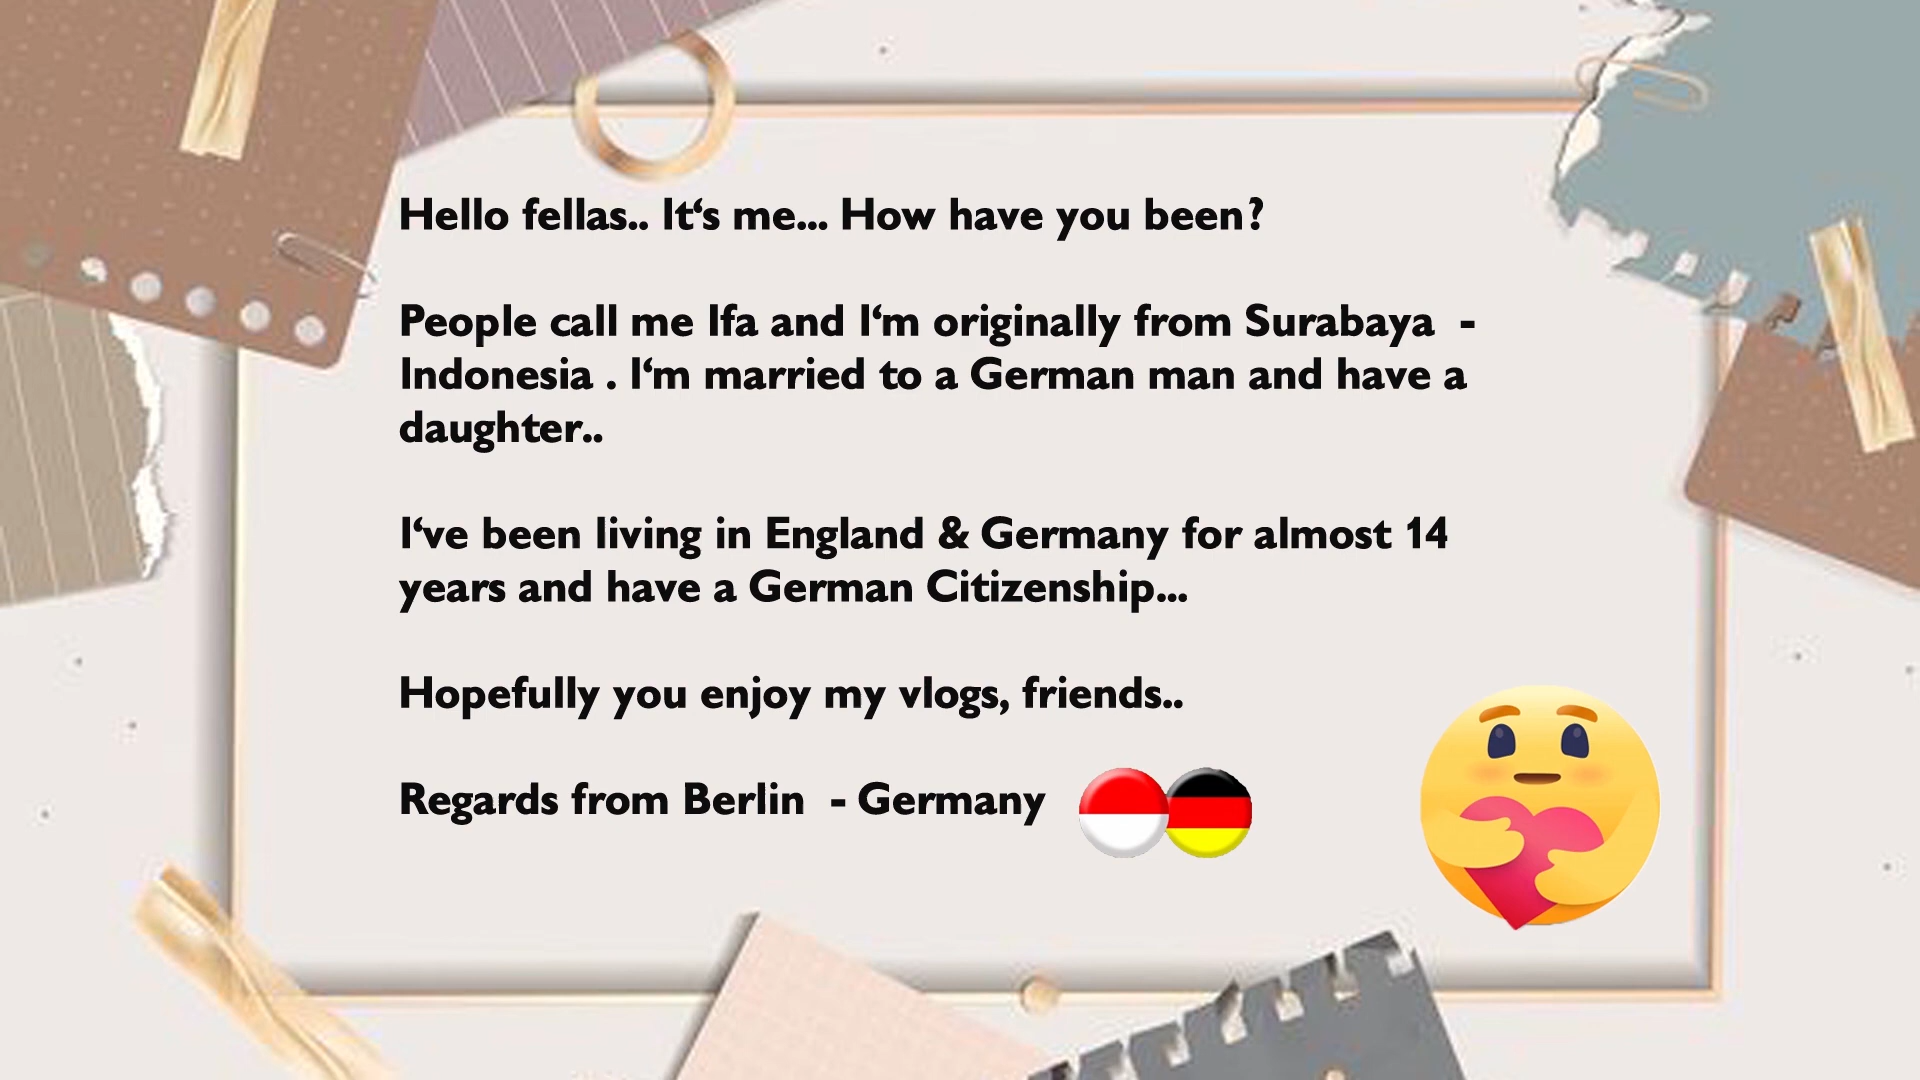 Hello fellas.. It‘s me... How have you been?
People call me Ifa and I‘m originally from Surabaya  -
Indonesia . I‘m married to a German man and have a
daughter..
I‘ve been living in England & Germany for almost 14
years and have a German Citizenship...
Hopefully you enjoy my vlogs, friends..
Regards from Berlin  - Germany